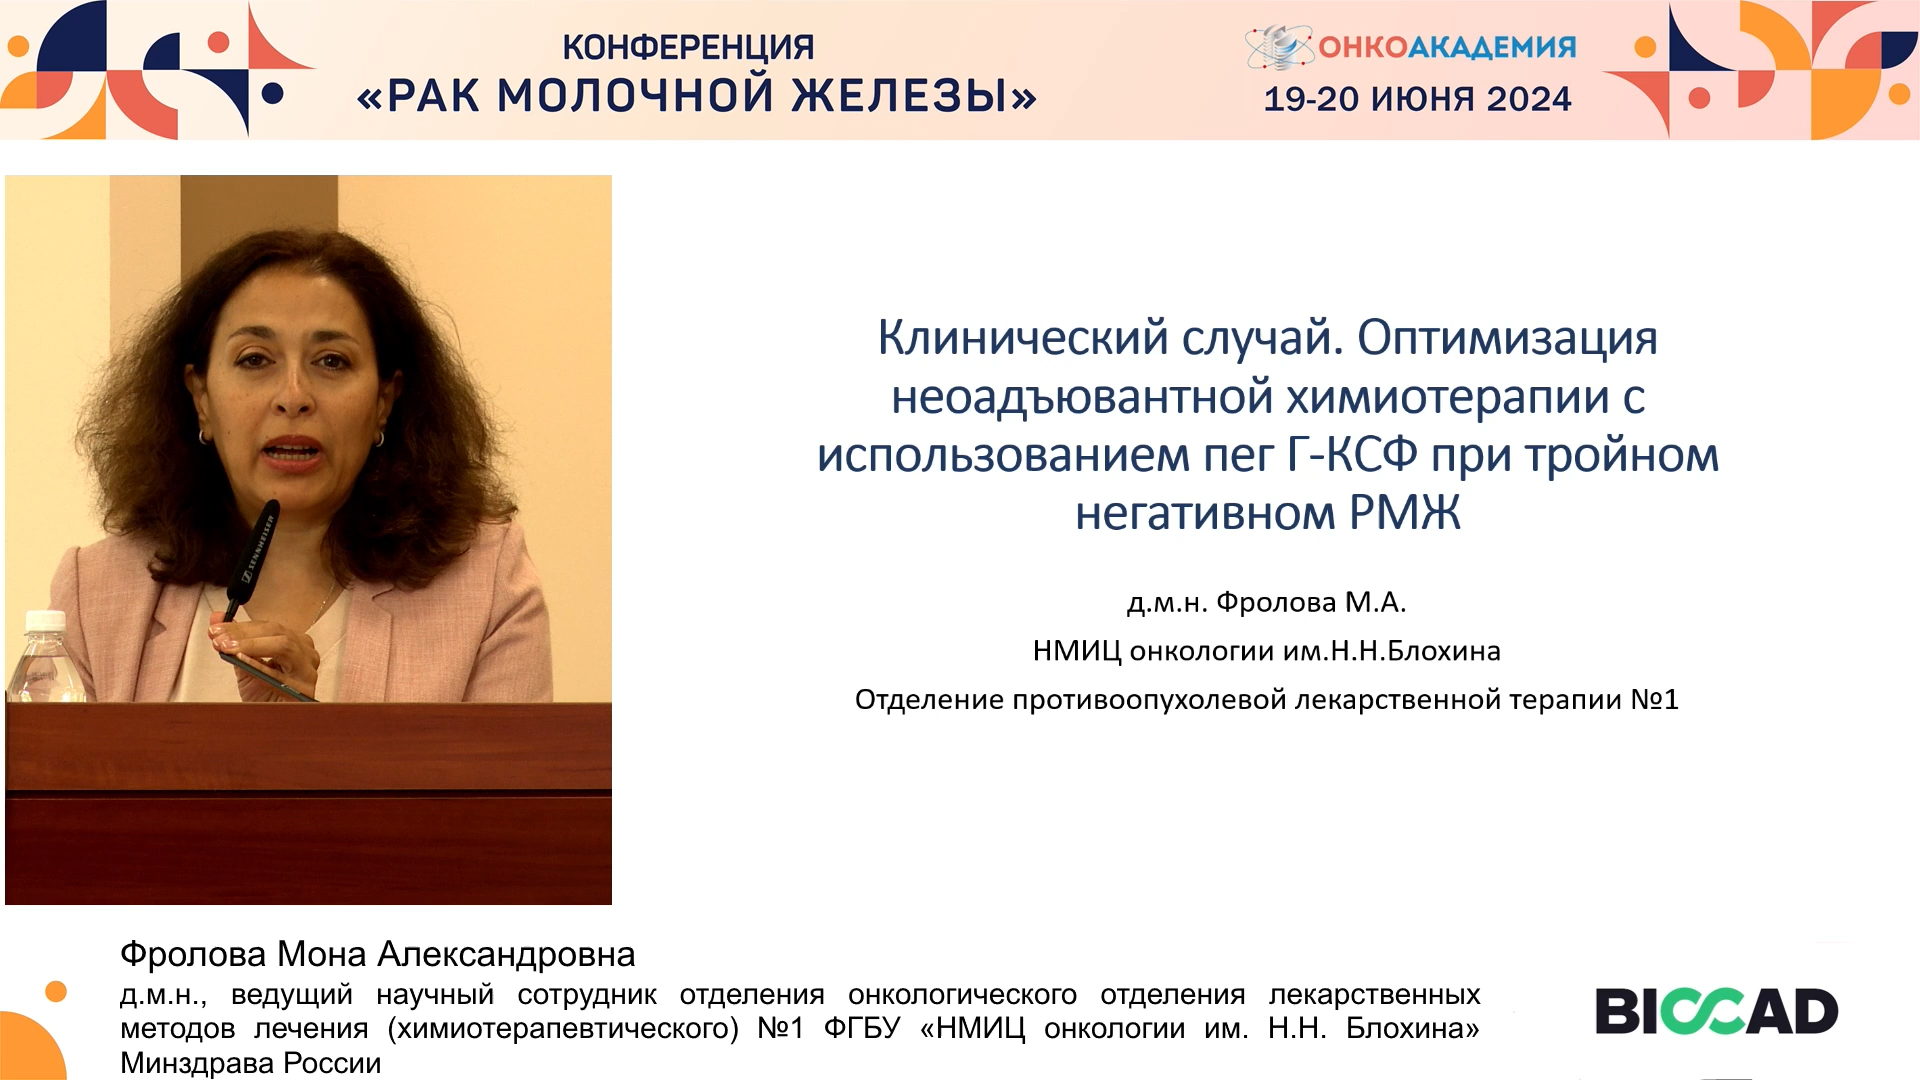 КОНФЕРЕНЦИЯ
«РАК МОЛОЧНОЙ ЖЕЛЕЗЫ»
ОНКОАКАДЕМИЯ
19-20 ИЮНЯ 2024
SENNHEISER
Клинический случай. Оптимизация
неоадъювантной химиотерапии с
использованием пег Г-КСФ при тройном
негативном РМЖ
д.м.н. Фролова М.А.
НМИЦ онкологии им.Н.Н.Блохина
Отделение противоопухолевой лекарственной терапии №1
Фролова Мона Александровна
д.м.н., ведущий научный сотрудник отделения онкологического отделения лекарственных
методов лечения (химиотерапевтического) №1 ФГБУ «НМИЦ онкологии им. Н.Н. Блохина»
Минздрава России
BIOCAD